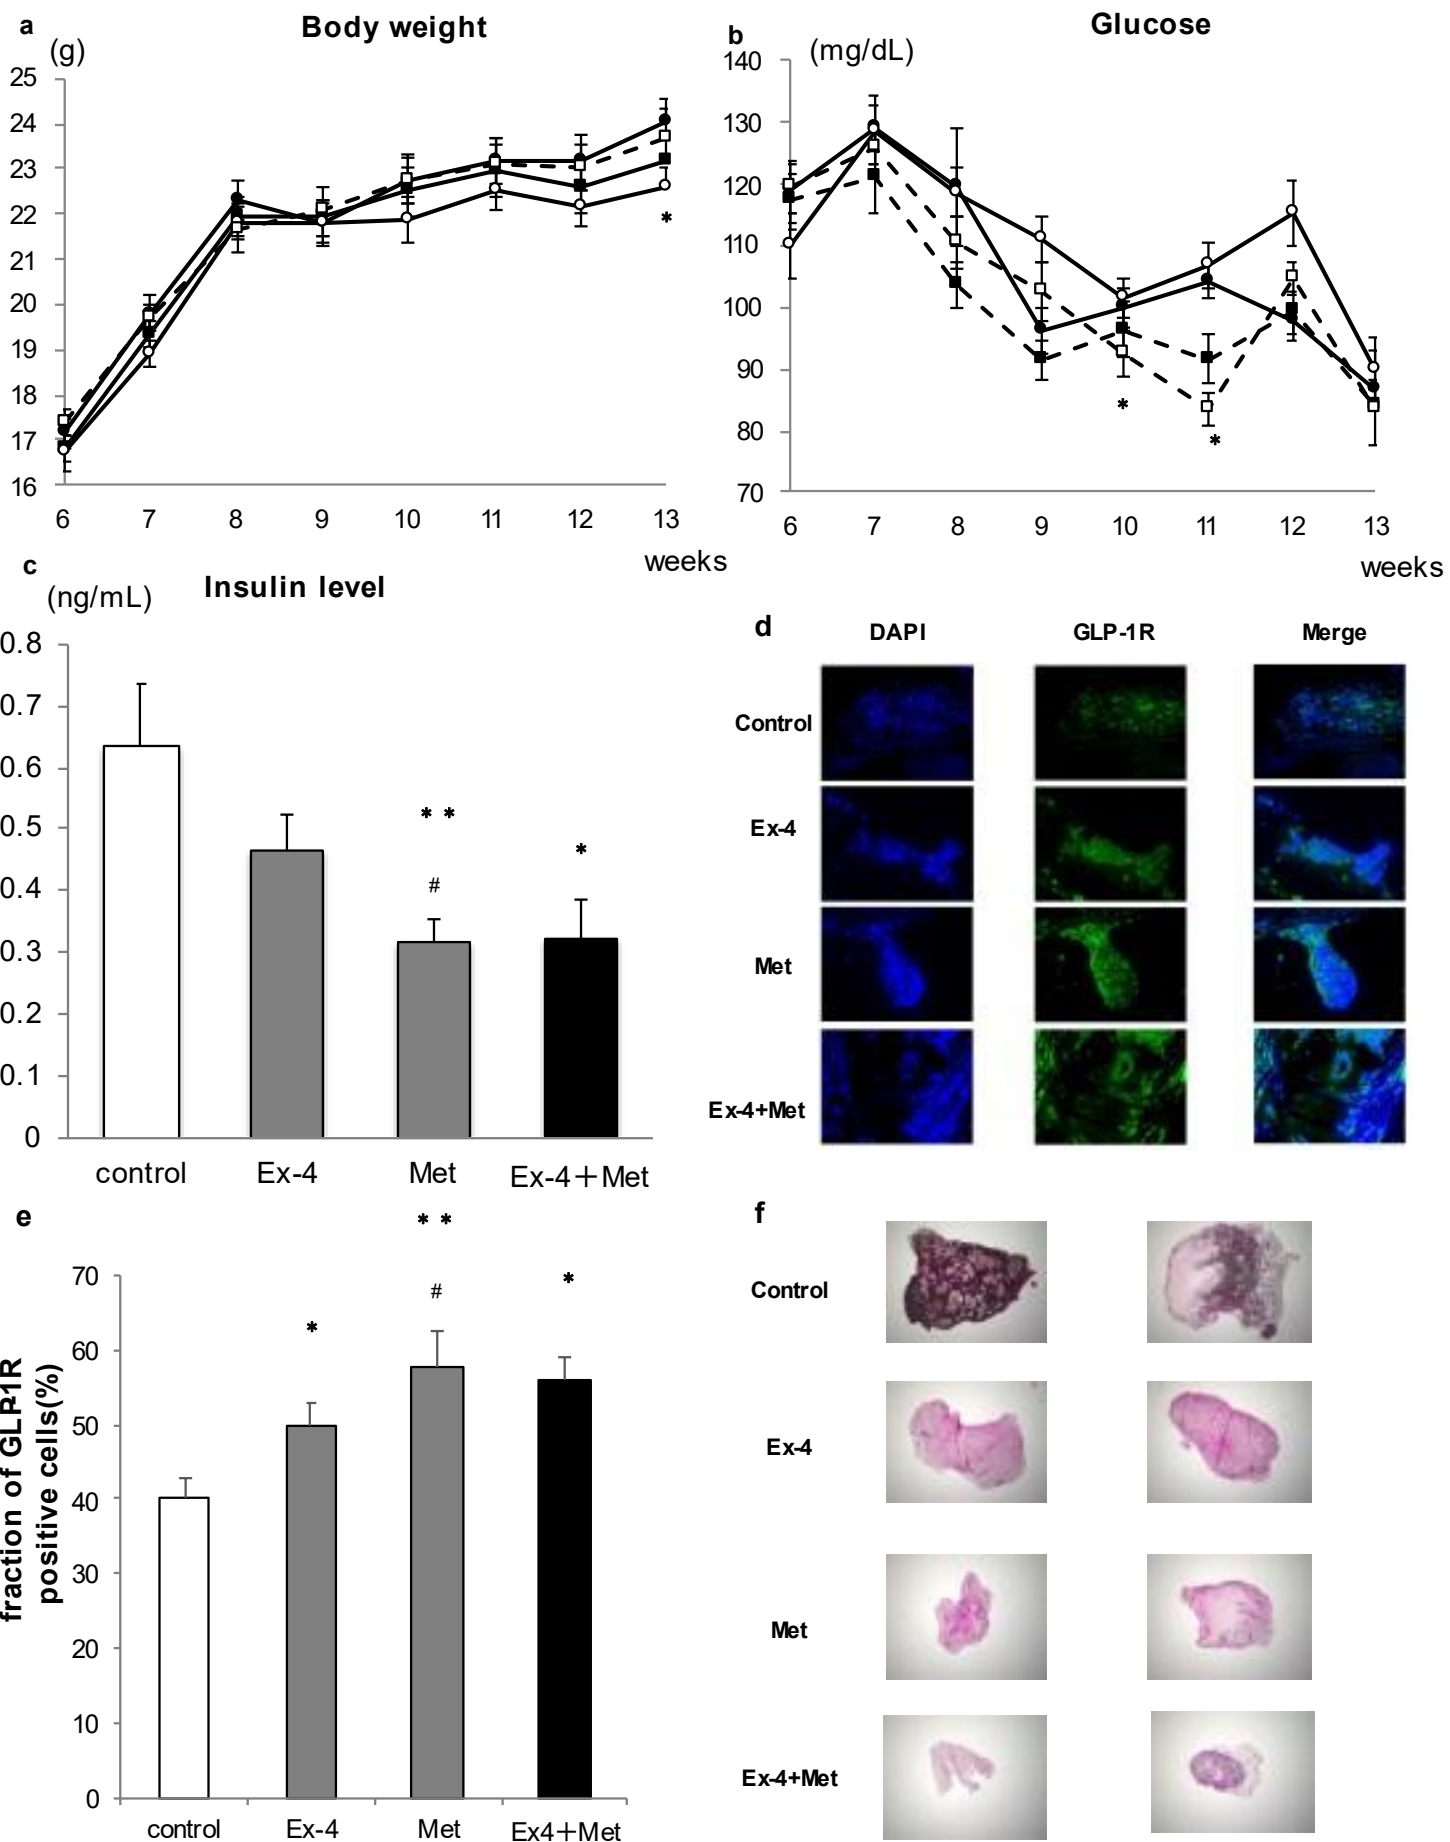 a
Body weight
(g)
25
24
23
22
21
20
19
18
17
16
6 7 8 9 10 11 12 13
weeks
*
b
Glucose
(mg/dL)
140
130
120
110
100
90
80
70
6 7 8 9 10 11 12 13
weeks
*
*
c
Insulin level
(ng/mL)
0.8
0.7
0.6
0.5
0.4
0.3
0.2
0.1
0
* *
#
*
control Ex-4 Met Ex-4+Met
d
DAPI GLP-1R Merge
Control
Ex-4
Met
Ex-4+Met
e
fraction of GLP1R
positive cells(%)
70
60
50
40
30
20
10
0
*
* *
#
*
control Ex-4 Met Ex4+Met
f
Control
Ex-4
Met
Ex-4+Met